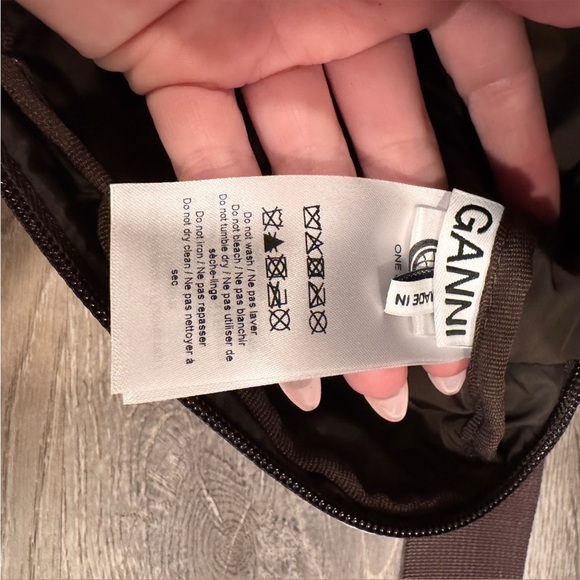 GANNI
MADE IN
ONE
Do not wash / Ne pas laver
Do not bleach / Ne pas blanchir
Do not tumble dry / Ne pas utiliser de
sèche-linge
Do not iron / Ne pas repasser
Do not dry clean / Ne pas nettoyer à
sec